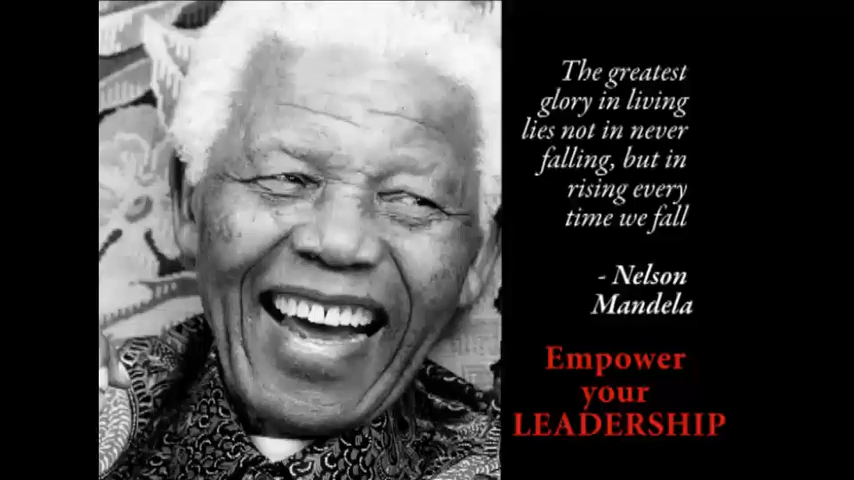 The greatest
glory in living
lies not in never
falling, but in
rising every
time we fall
- Nelson
Mandela
Empower
your
LEADERSHIP